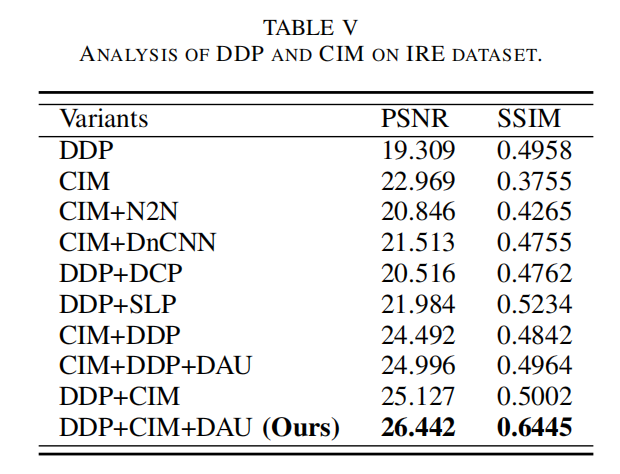 TABLE V
ANALYSIS OF DDP AND CIM ON IRE DATASET.
Variants PSNR SSIM
DDP 19.309 0.4958
CIM 22.969 0.3755
CIM+N2N 20.846 0.4265
CIM+DnCNN 21.513 0.4755
DDP+DCP 20.516 0.4762
DDP+SLP 21.984 0.5234
CIM+DDP 24.492 0.4842
CIM+DDP+DAU 24.996 0.4964
DDP+CIM 25.127 0.5002
DDP+CIM+DAU (Ours) 26.442 0.6445